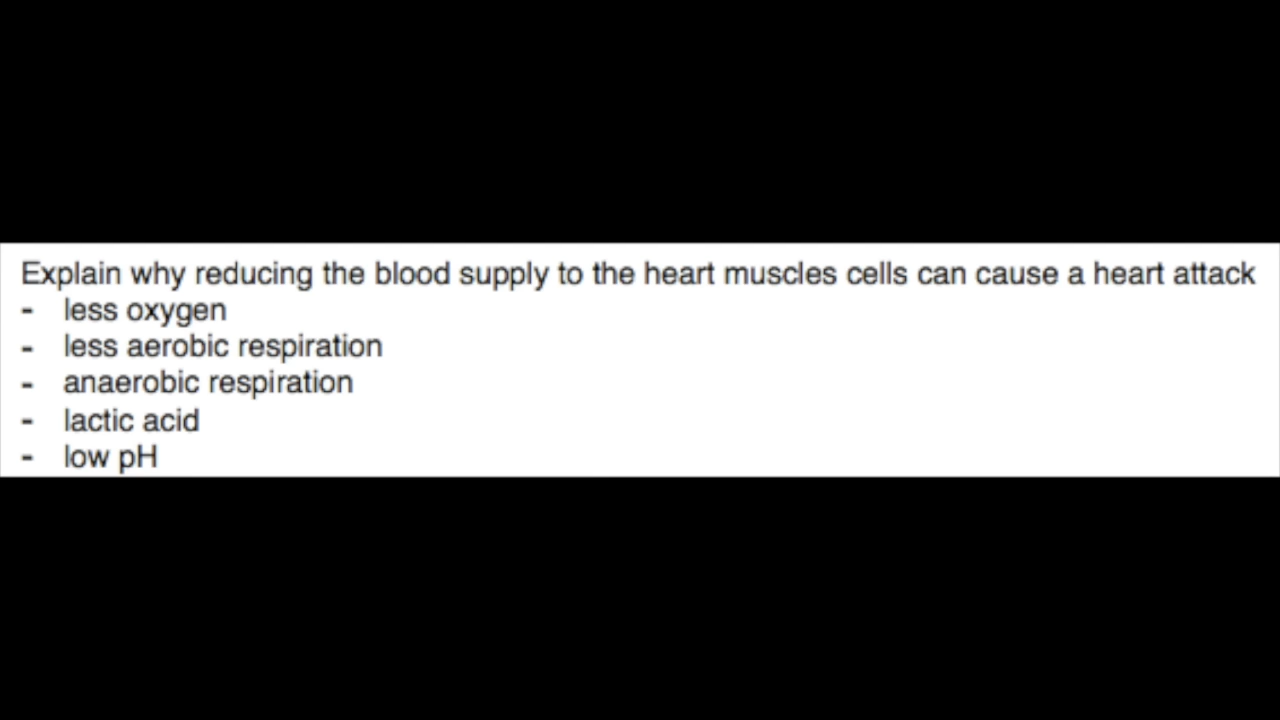 Explain why reducing the blood supply to the heart muscles cells can cause a heart attack
- less oxygen
- less aerobic respiration
- anaerobic respiration
- lactic acid
- low pH